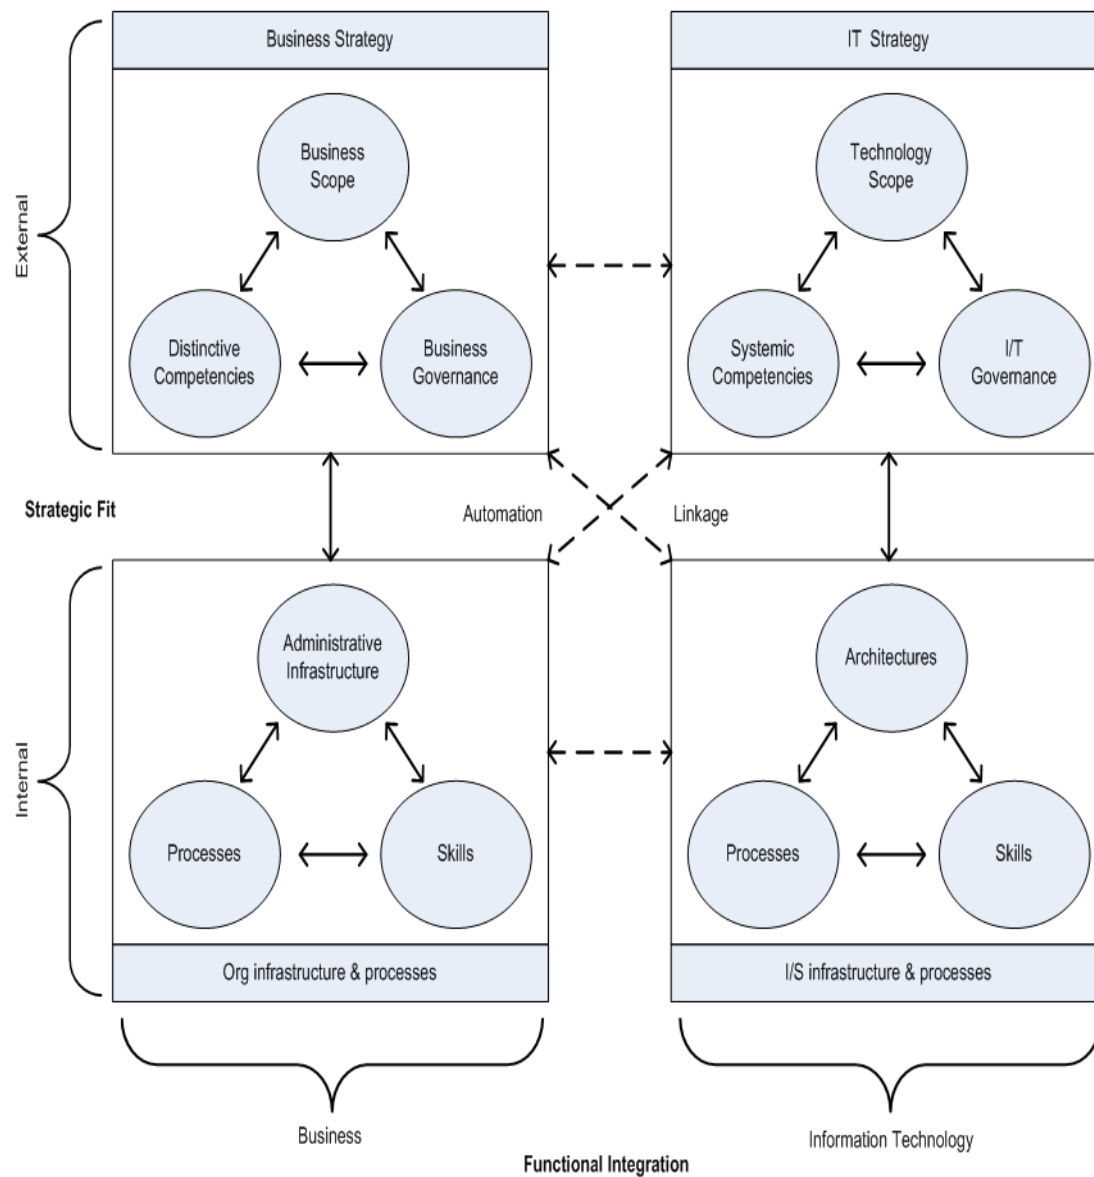 Business Strategy
IT Strategy
Business
Scope
Technology
Scope
External
Distinctive
Competencies
Business
Governance
Systemic
Competencies
I/T
Governance
Strategic Fit
Automation
Linkage
Administrative
Infrastructure
Architectures
Internal
Processes
Skills
Processes
Skills
Org infrastructure & processes
I/S infrastructure & processes
Business
Information Technology
Functional Integration